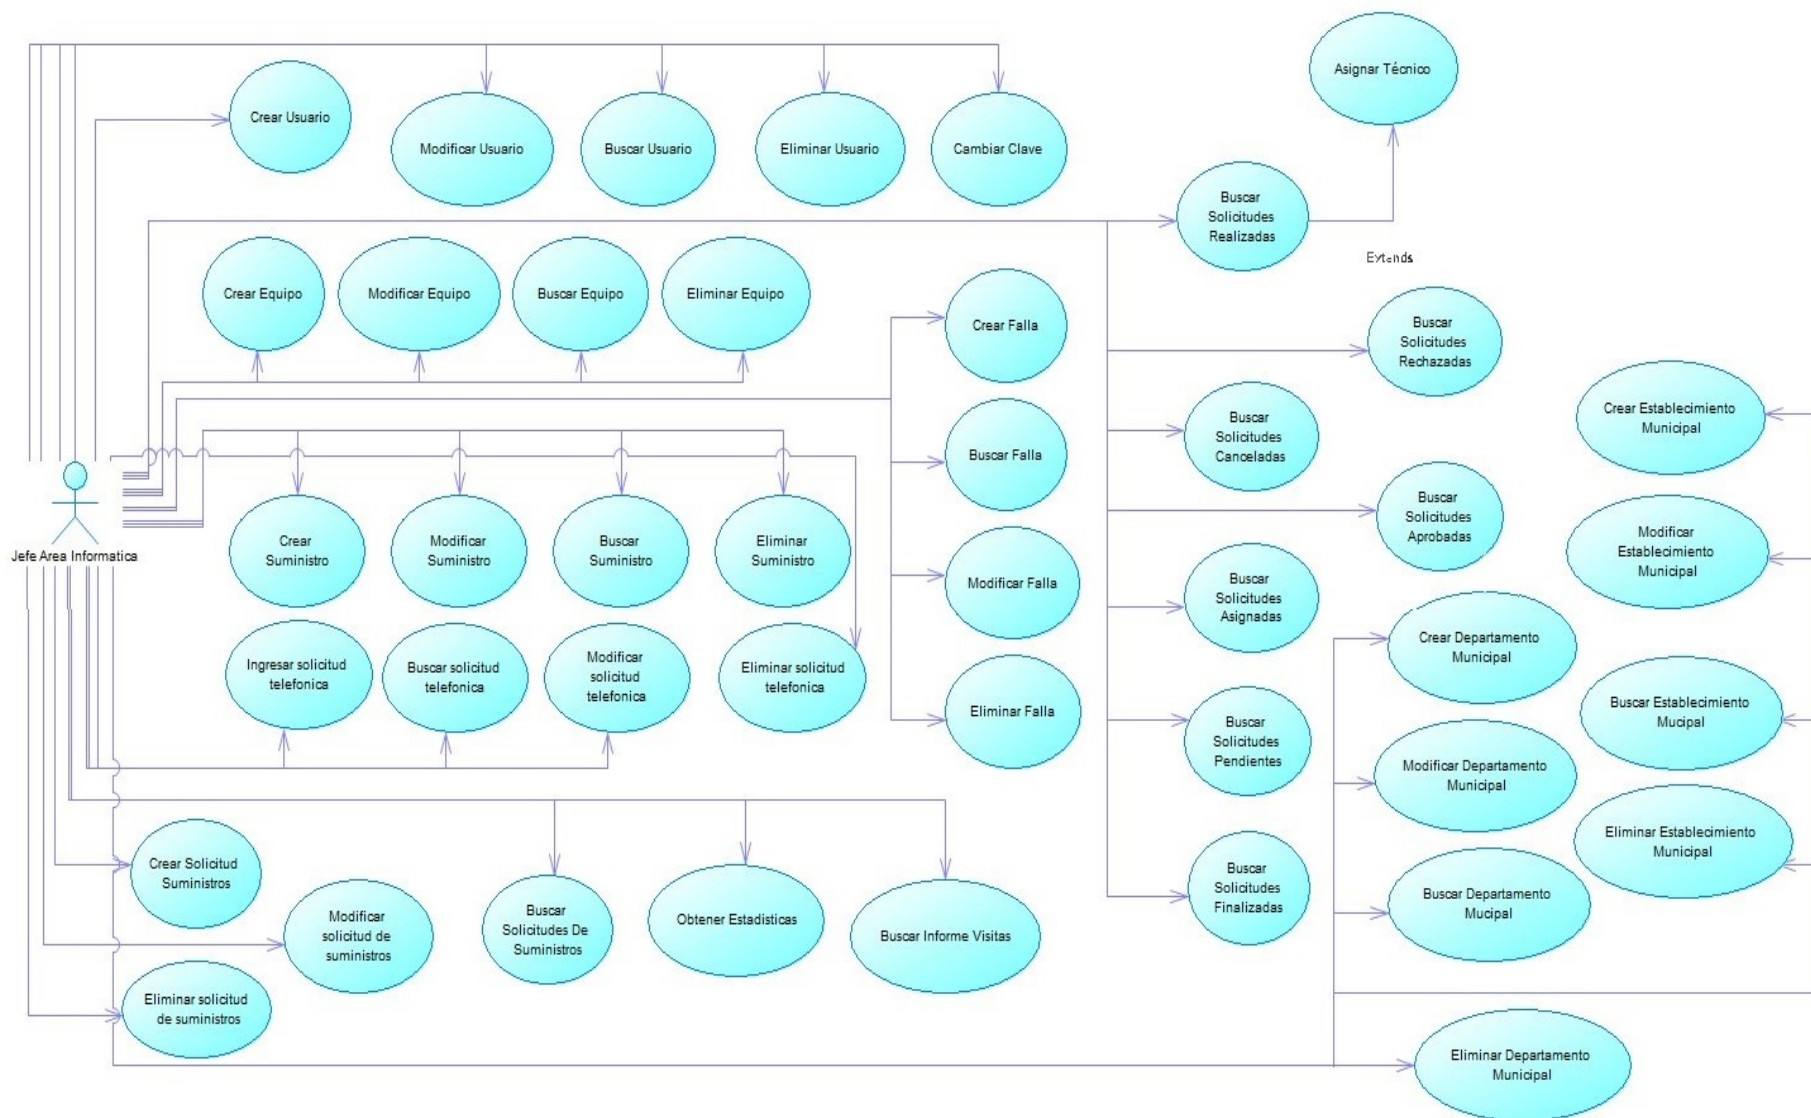 Asignar Técnico
Crear Usuario
Modificar Usuario
Buscar Usuario
Eliminar Usuario
Cambiar Clave
Buscar
Solicitudes
Realizadas
Extends
Crear Equipo
Modificar Equipo
Buscar Equipo
Eliminar Equipo
Crear Falla
Buscar
Solicitudes
Rechazadas
Buscar
Solicitudes
Canceladas
Crear Establecimiento
Municipal
Buscar Falla
Buscar
Solicitudes
Aprobadas
Modificar
Establecimiento
Municipal
Jefe Area Informatica
Crear
Suministro
Modificar
Suministro
Buscar
Suministro
Eliminar
Suministro
Modificar Falla
Buscar
Solicitudes
Asignadas
Crear Departamento
Municipal
Ingresar solicitud
telefonica
Buscar solicitud
telefonica
Modificar
solicitud
telefonica
Eliminar solicitud
telefonica
Eliminar Falla
Buscar
Solicitudes
Pendientes
Buscar Establecimiento
Mucipal
Modificar Departamento
Municipal
Eliminar Establecimiento
Municipal
Crear Solicitud
Suministros
Modificar
solicitud de
suministros
Buscar
Solicitudes De
Suministros
Obtener Estadisticas
Buscar Informe Visitas
Buscar
Solicitudes
Finalizadas
Buscar Departamento
Mucipal
Eliminar solicitud
de suministros
Eliminar Departamento
Municipal